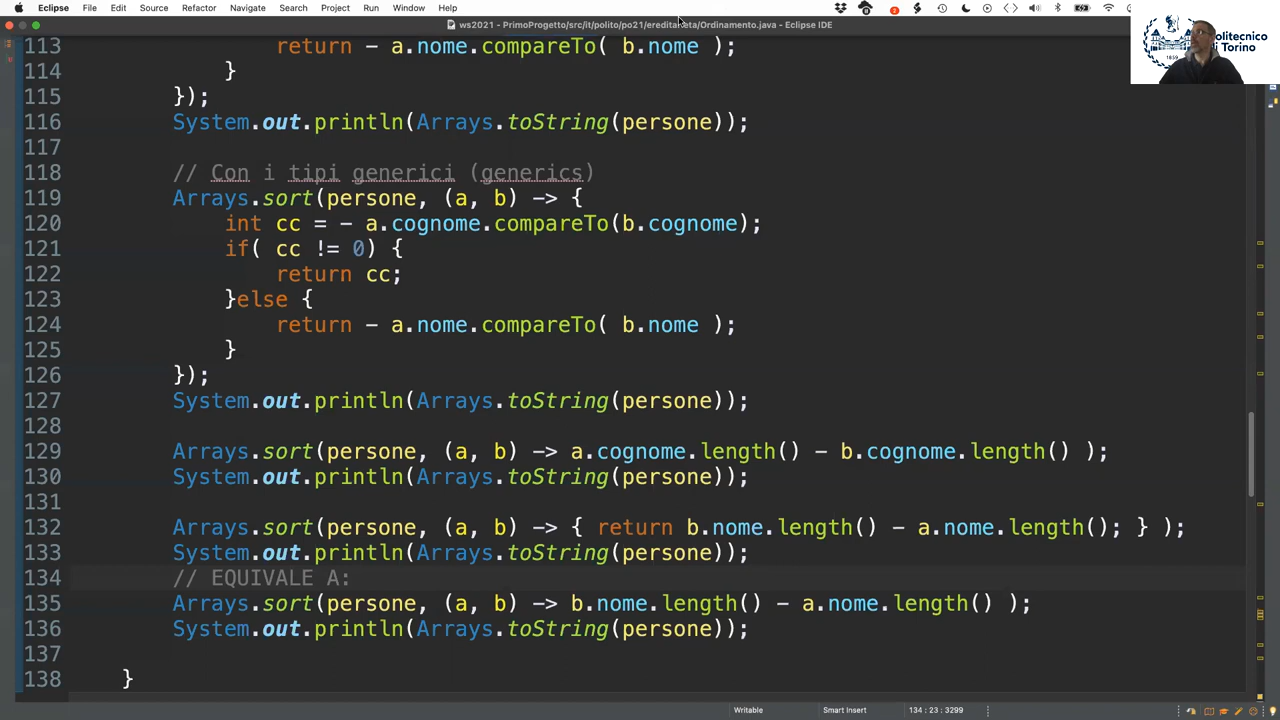 Eclipse File Edit Source Refactor Navigate Search Project Run Window Help
ws2021 - PrimoProgetto/src/it/polito/po21/ereditarieta/Ordinamento.java - Eclipse IDE
Politecnico
di Torino
1859
113 return - a.nome.compareTo( b.nome );
114 }
115 });
116 System.out.println(Arrays.toString(persone));
117
118 // Con i tipi generici (generics)
119 Arrays.sort(persone, (a, b) -> {
120 int cc = - a.cognome.compareTo(b.cognome);
121 if( cc != 0) {
122 return cc;
123 }else {
124 return - a.nome.compareTo( b.nome );
125 }
126 });
127 System.out.println(Arrays.toString(persone));
128
129 Arrays.sort(persone, (a, b) -> a.cognome.length() - b.cognome.length() );
130 System.out.println(Arrays.toString(persone));
131
132 Arrays.sort(persone, (a, b) -> { return b.nome.length() - a.nome.length(); } );
133 System.out.println(Arrays.toString(persone));
134 // EQUIVALE A:
135 Arrays.sort(persone, (a, b) -> b.nome.length() - a.nome.length() );
136 System.out.println(Arrays.toString(persone));
137
138 }
Writable Smart Insert 134 : 23 : 3299